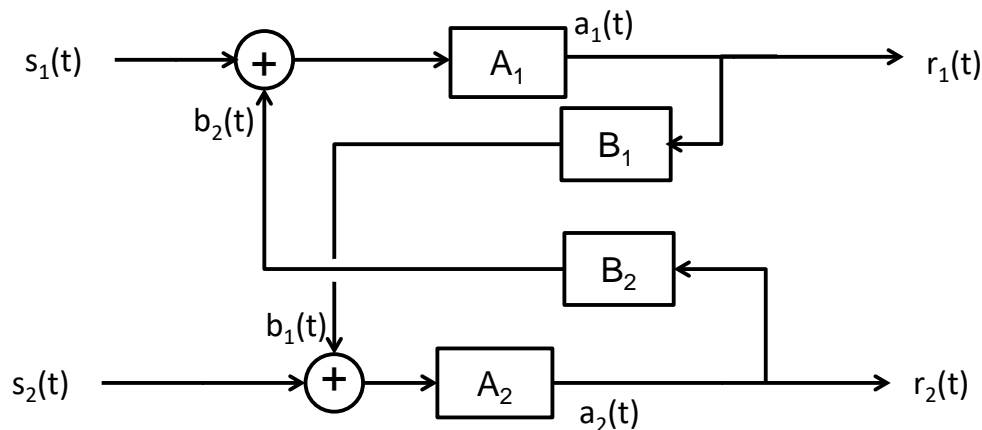 s₁(t)
+
A₁
a₁(t)
r₁(t)
b₂(t)
B₁
B₂
b₁(t)
s₂(t)
+
A₂
a₂(t)
r₂(t)